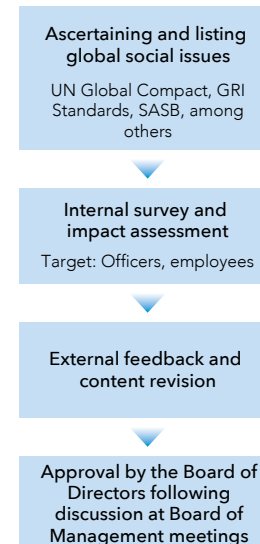 Ascertaining and listing
global social issues
UN Global Compact, GRI
Standards, SASB, among
others
Internal survey and
impact assessment
Target: Officers, employees
External feedback and
content revision
Approval by the Board of
Directors following
discussion at Board of
Management meetings